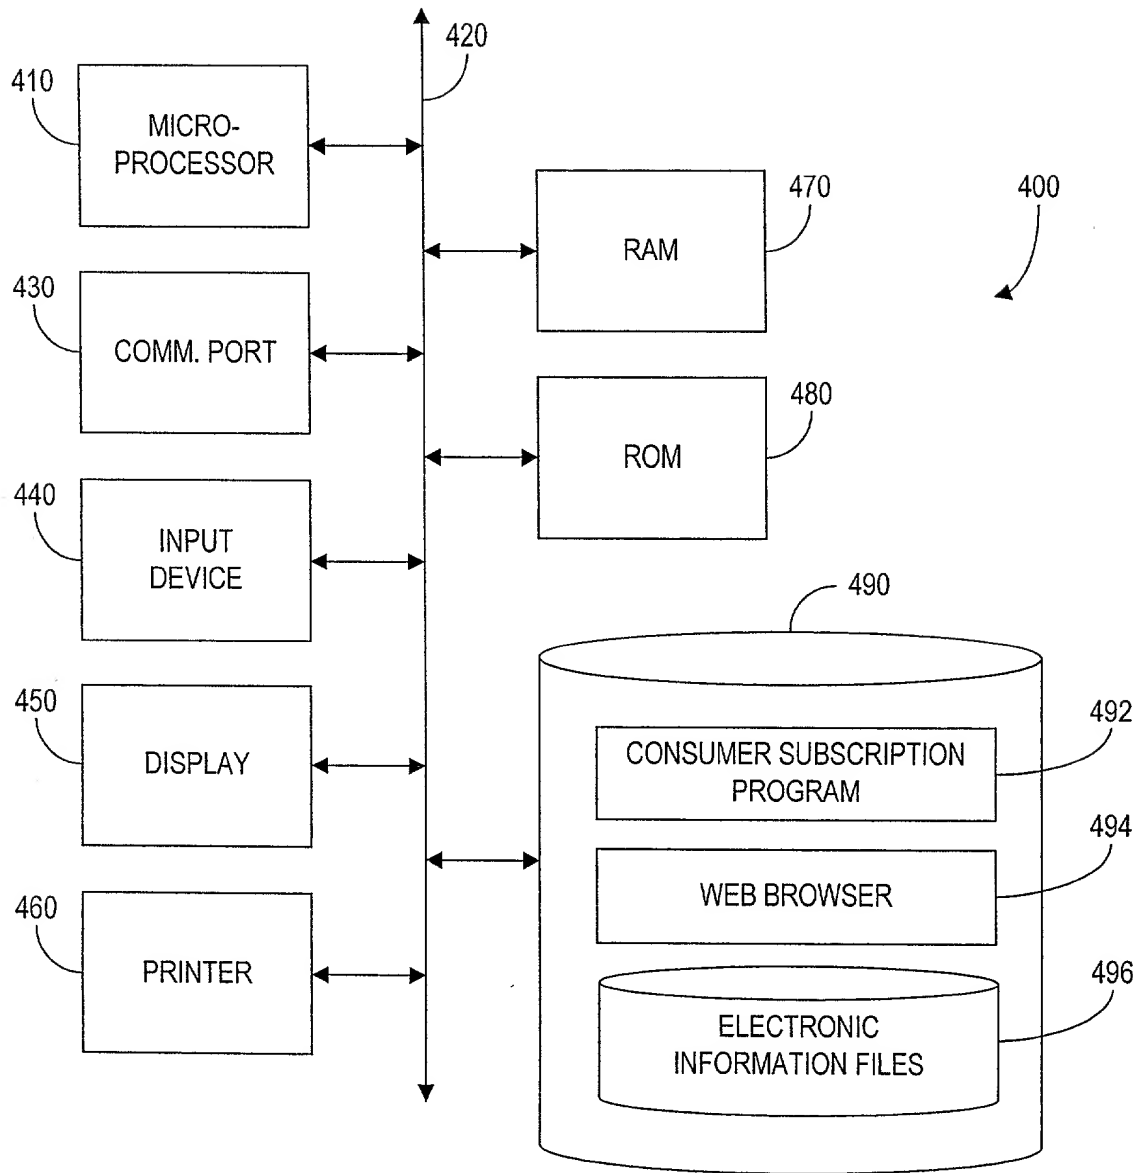 420
410
MICRO-
PROCESSOR
470
RAM
400
430
COMM. PORT
480
ROM
440
INPUT
DEVICE
490
450
DISPLAY
492
CONSUMER SUBSCRIPTION
PROGRAM
494
WEB BROWSER
460
PRINTER
496
ELECTRONIC
INFORMATION FILES